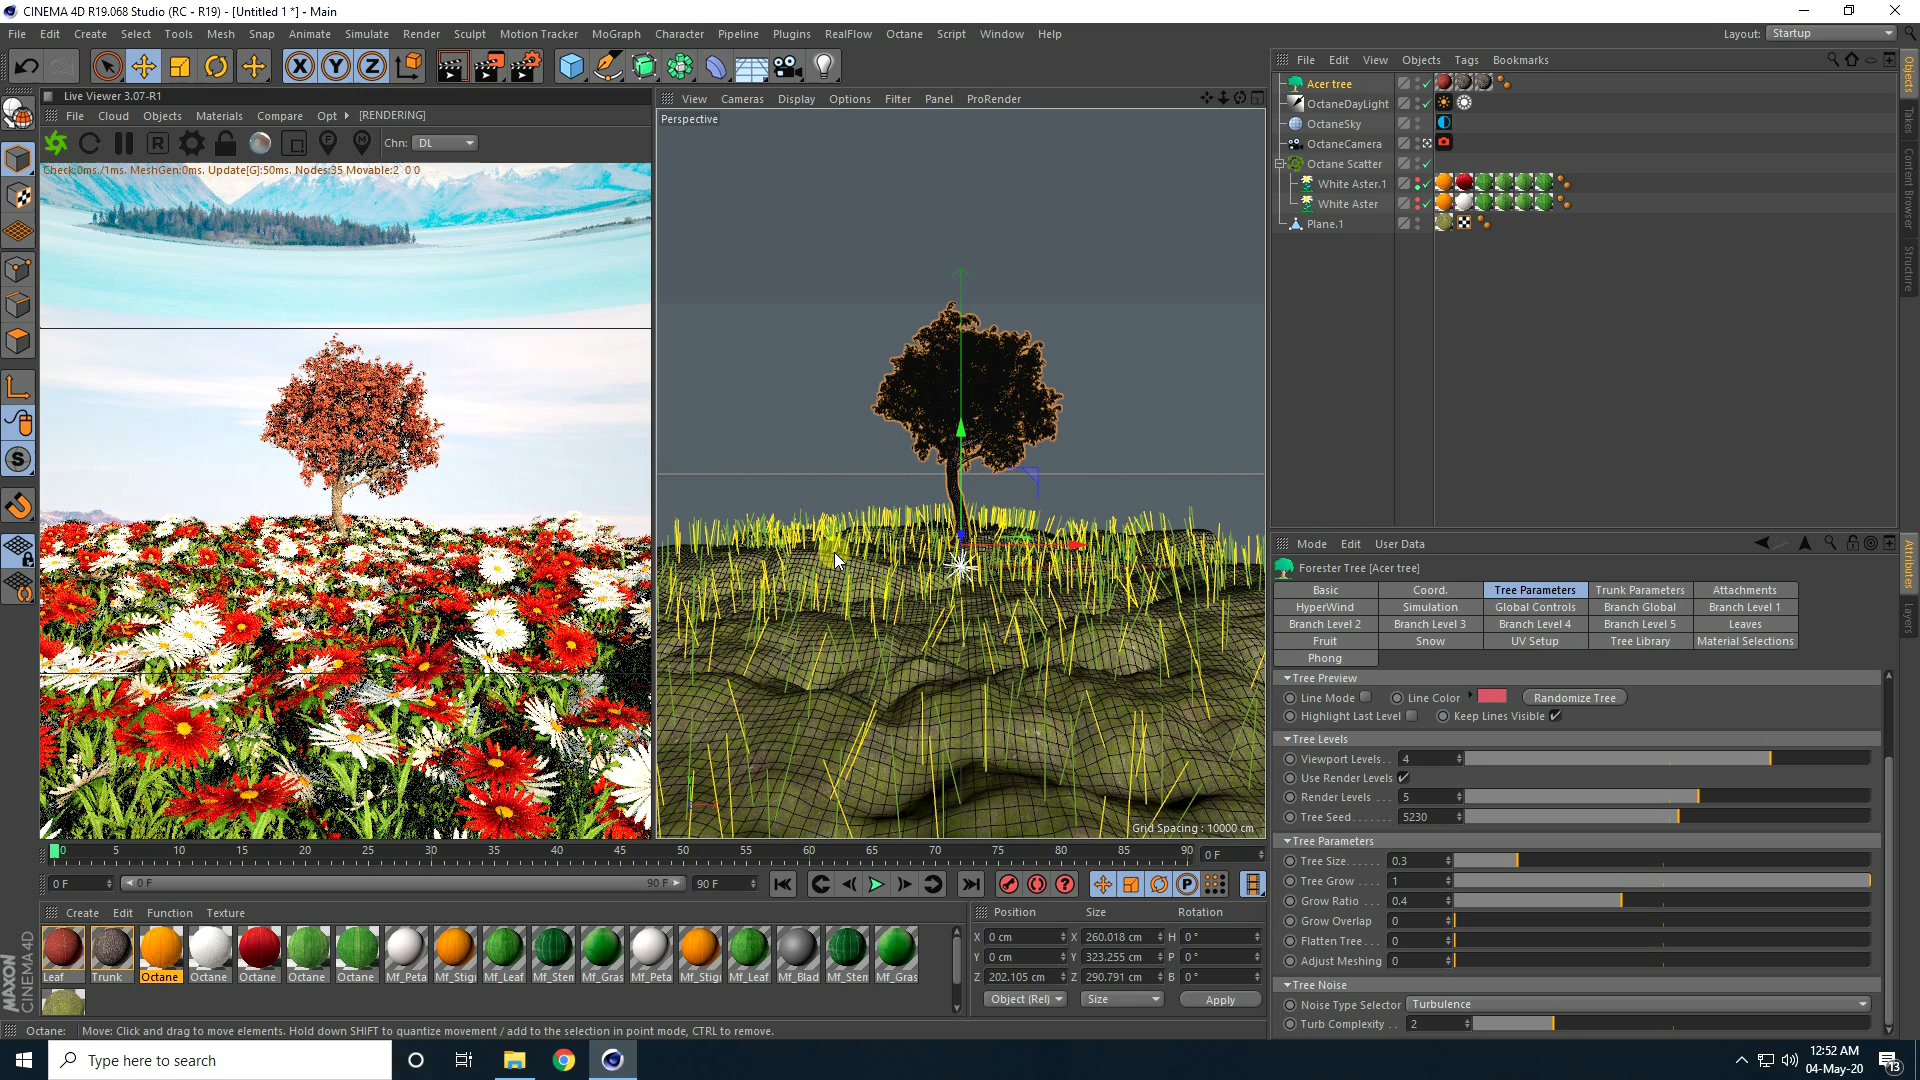 CINEMA 4D R19.068 Studio (RC - R19) - [Untitled 1 *] - Main
File Edit Create Select Tools Mesh Snap Animate Simulate Render Sculpt Motion Tracker MoGraph Character Pipeline Plugins RealFlow Octane Script Window Help
Layout: Startup
Live Viewer 3.07-R1
File Cloud Objects Materials Compare Opt [RENDERING]
Chn: DL
Check:0ms./1ms. MeshGen:0ms. Update[G]:50ms. Nodes:35 Movable:2 0 0
View Cameras Display Options Filter Panel ProRender
Perspective
Grid Spacing : 10000 cm
File Edit View Objects Tags Bookmarks
Acer tree
OctaneDayLight
OctaneSky
OctaneCamera
Octane Scatter
White Aster.1
White Aster
Plane.1
Objects
Takes
Content Browser
Structure
Mode Edit User Data
Forester Tree [Acer tree]
Basic Coord. Tree Parameters Trunk Parameters Attachments
HyperWind Simulation Global Controls Branch Global Branch Level 1
Branch Level 2 Branch Level 3 Branch Level 4 Branch Level 5 Leaves
Fruit Snow UV Setup Tree Library Material Selections
Phong
Tree Preview
Line Mode Line Color Randomize Tree
Highlight Last Level Keep Lines Visible
Tree Levels
Viewport Levels . . 4
Use Render Levels
Render Levels . . . 5
Tree Seed . . . . . . . 5230
Tree Parameters
Tree Size . . . . . . 0.3
Tree Grow . . . . 1
Grow Ratio . . . 0.4
Grow Overlap 0
Flatten Tree . . . 0
Adjust Meshing 0
Tree Noise
Noise Type Selector Turbulence
Turb Complexity . . 2
Attributes
Layers
0 5 10 15 20 25 30 35 40 45 50 55 60 65 70 75 80 85 90 0 F
0 F 0 F 90 F 90 F
Create Edit Function Texture
Leaf Trunk Octane Octane Octane Octane Octane Mf_Peta Mf_Stig Mf_Leaf Mf_Sten Mf_Gras Mf_Peta Mf_Stig Mf_Leaf Mf_Blad Mf_Sten Mf_Gras
Position Size Rotation
X 0 cm X 260.018 cm H 0 °
Y 0 cm Y 323.255 cm P 0 °
Z 202.105 cm Z 290.791 cm B 0 °
Object (Rel) Size Apply
MAXON
CINEMA 4D
Octane: Move: Click and drag to move elements. Hold down SHIFT to quantize movement / add to the selection in point mode, CTRL to remove.
Type here to search
12:52 AM
04-May-20
13